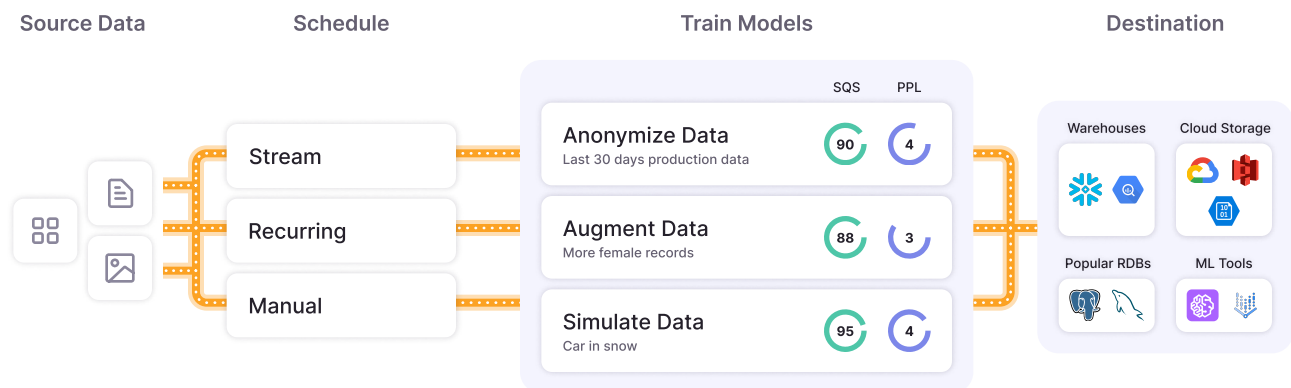 Source Data
Schedule
Train Models
Destination
Stream
Recurring
Manual
SQS
PPL
Anonymize Data
Last 30 days production data
90
4
Augment Data
More female records
88
3
Simulate Data
Car in snow
95
4
Warehouses
Cloud Storage
10
01
Popular RDBs
ML Tools